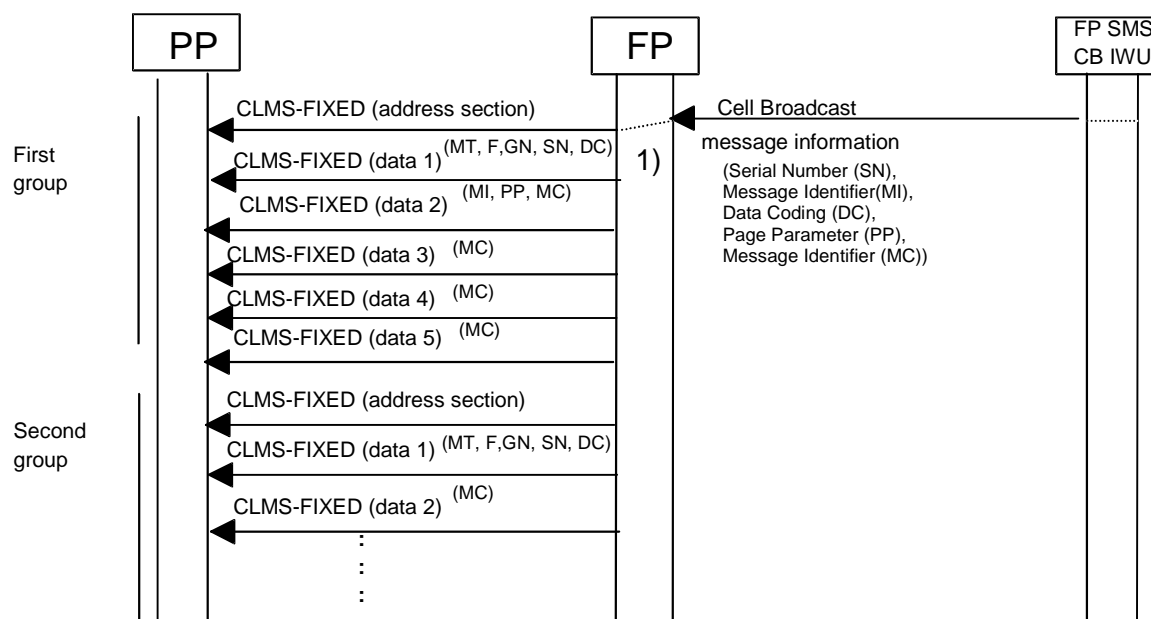 PP
FP
FP SMS
CB IWU
CLMS-FIXED (address section)
Cell Broadcast
message information
(Serial Number (SN),
Message Identifier(MI),
Data Coding (DC),
Page Parameter (PP),
Message Identifier (MC))
1)
First
group
CLMS-FIXED (data 1) (MT, F,GN, SN, DC)
CLMS-FIXED (data 2) (MI, PP, MC)
CLMS-FIXED (data 3) (MC)
CLMS-FIXED (data 4) (MC)
CLMS-FIXED (data 5) (MC)
Second
group
CLMS-FIXED (address section)
CLMS-FIXED (data 1) (MT, F,GN, SN, DC)
CLMS-FIXED (data 2) (MC)
:
:
: